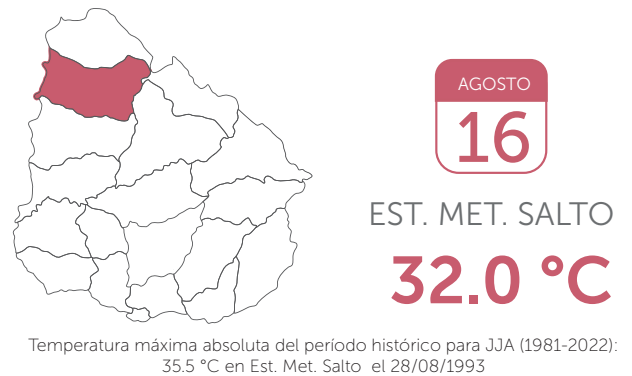 AGOSTO
16
EST. MET. SALTO
32.0 °C
Temperatura máxima absoluta del período histórico para JJA (1981-2022):
35.5 °C en Est. Met. Salto el 28/08/1993